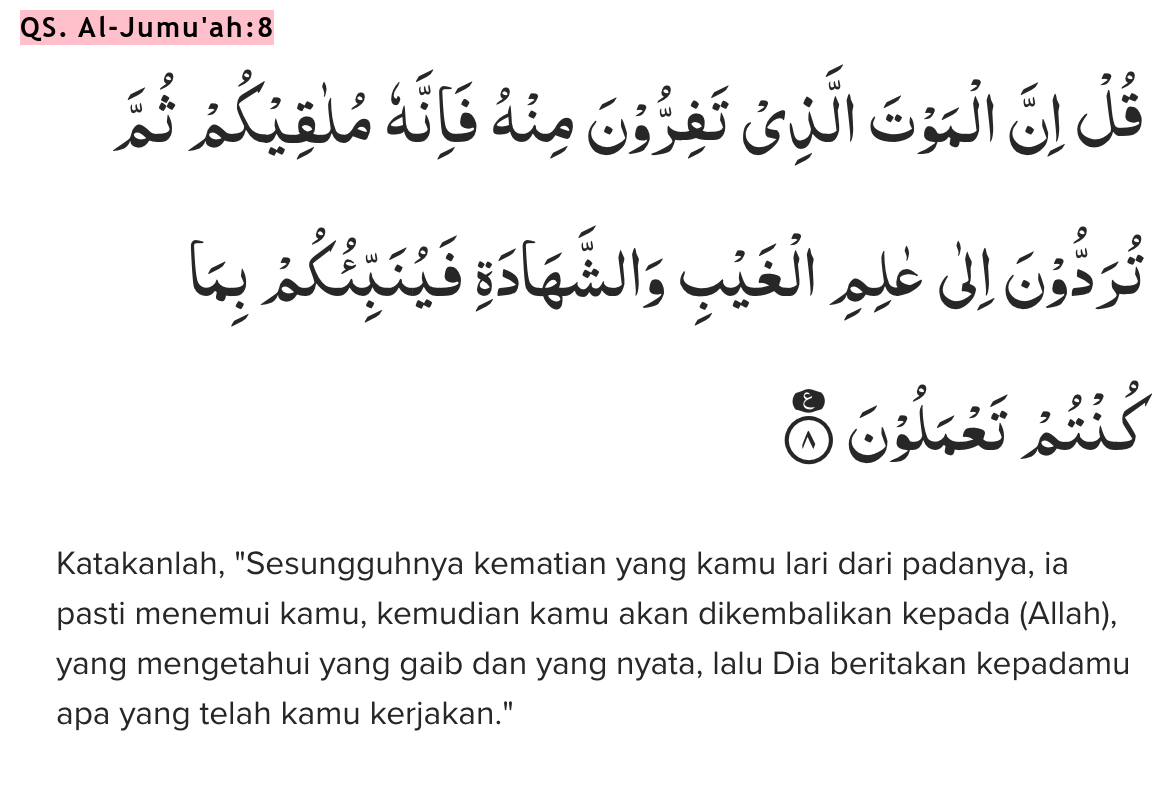 QS. Al-Jumu'ah:8
قُلْ اِنَّ الْمَوْتَ الَّذِيْ تَفِرُّوْنَ مِنْهُ فَاِنَّهٗ مُلٰقِيْكُمْ ثُمَّ
تُرَدُّوْنَ اِلٰى عٰلِمِ الْغَيْبِ وَالشَّهَادَةِ فَيُنَبِّئُكُمْ بِمَا
كُنْتُمْ تَعْمَلُوْنَ ࣖ ٨
Katakanlah, "Sesungguhnya kematian yang kamu lari dari padanya, ia
pasti menemui kamu, kemudian kamu akan dikembalikan kepada (Allah),
yang mengetahui yang gaib dan yang nyata, lalu Dia beritakan kepadamu
apa yang telah kamu kerjakan."